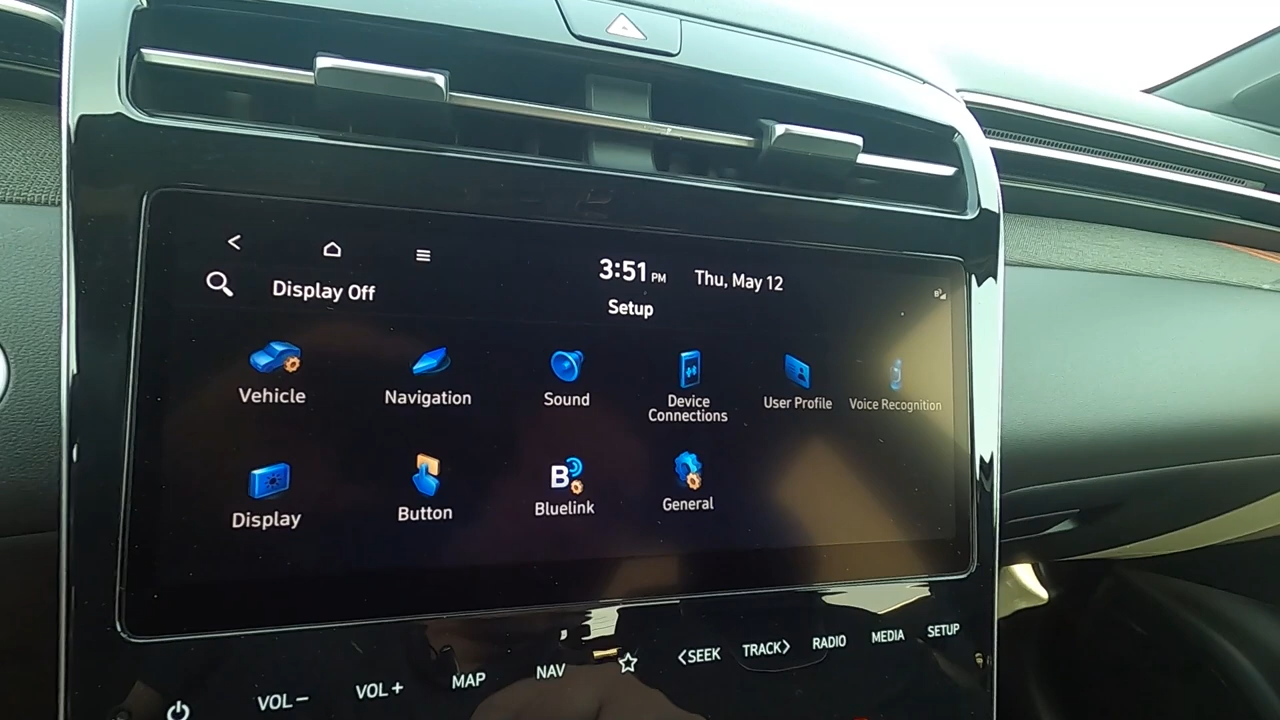 3:51 PM Thu, May 12
Display Off
Setup
Vehicle
Navigation
Sound
Device
Connections
User Profile
Voice Recognition
Display
Button
B
Bluelink
General
VOL− VOL+ MAP NAV <SEEK TRACK> RADIO MEDIA SETUP